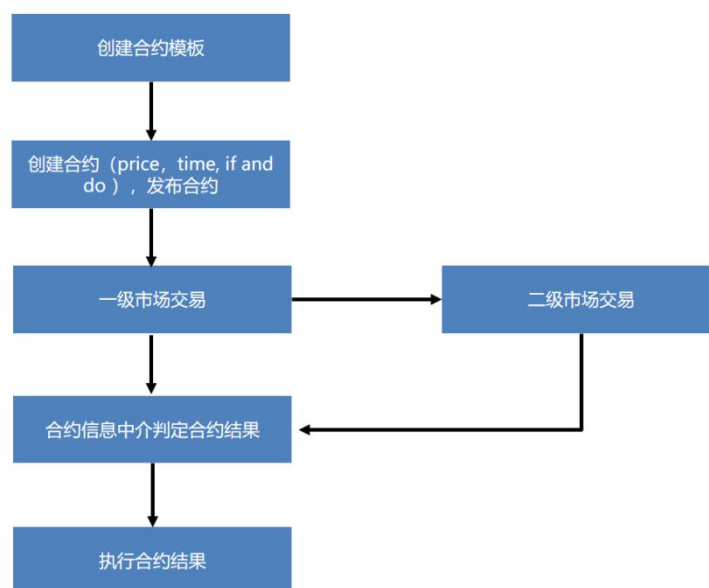 创建合约模板
创建合约（price，time, if and
do ）, 发布合约
一级市场交易
二级市场交易
合约信息中介判定合约结果
执行合约结果